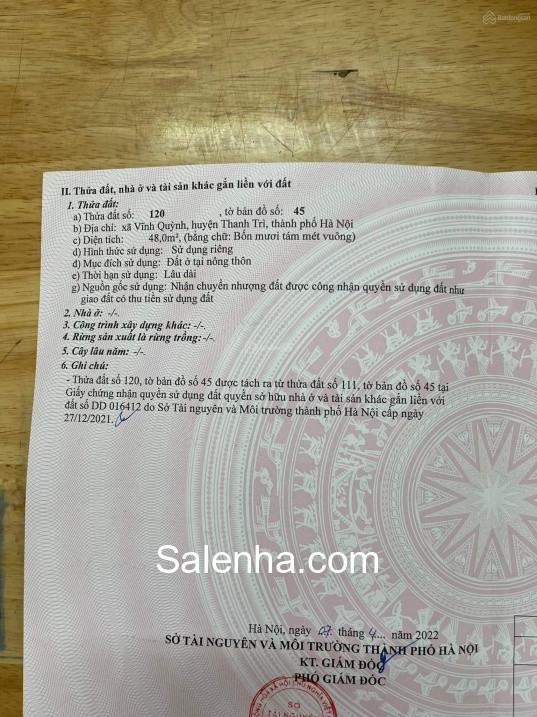 Batdongsan
II. Thửa đất, nhà ở và tài sản khác gắn liền với đất
1. Thửa đất:
a) Thửa đất số: 120 , tờ bản đồ số: 45
b) Địa chỉ: xã Vĩnh Quỳnh, huyện Thanh Trì, thành phố Hà Nội
c) Diện tích: 48,0m², (bằng chữ: Bốn mươi tám mét vuông)
d) Hình thức sử dụng: Sử dụng riêng
đ) Mục đích sử dụng: Đất ở tại nông thôn
e) Thời hạn sử dụng: Lâu dài
g) Nguồn gốc sử dụng: Nhận chuyển nhượng đất được công nhận quyền sử dụng đất như
giao đất có thu tiền sử dụng đất
2. Nhà ở: -/-.
3. Công trình xây dựng khác: -/-.
4. Rừng sản xuất là rừng trồng: -/-.
5. Cây lâu năm: -/-.
6. Ghi chú:
- Thửa đất số 120, tờ bản đồ số 45 được tách ra từ thửa đất số 111, tờ bản đồ số 45 tại
Giấy chứng nhận quyền sử dụng đất quyền sở hữu nhà ở và tài sản khác gắn liền với
đất số DD 016412 do Sở Tài nguyên và Môi trường thành phố Hà Nội cấp ngày
27/12/2021.
Salenha.com
Hà Nội, ngày 07 tháng 4... năm 2022
SỞ TÀI NGUYÊN VÀ MÔI TRƯỜNG THÀNH PHỐ HÀ NỘI
KT. GIÁM ĐỐC
PHÓ GIÁM ĐỐC
SỞ